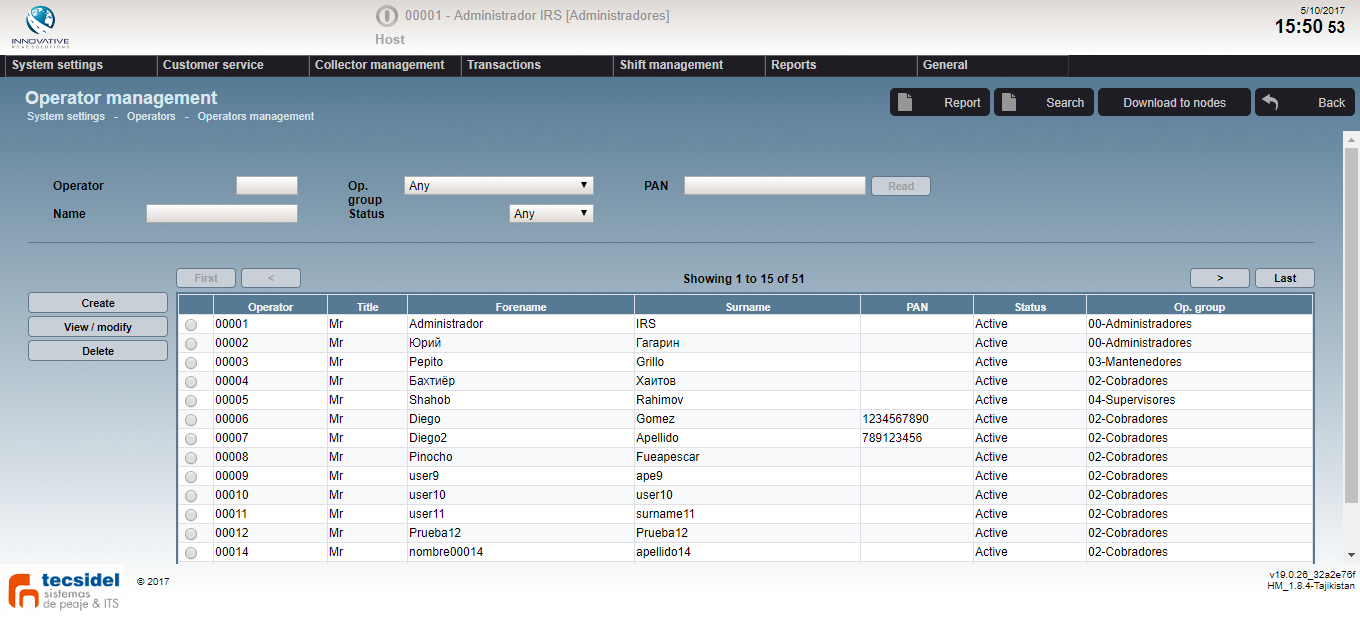 INNOVATIVE
ROAD SOLUTIONS
00001 - Administrador IRS [Administradores]
Host
5/10/2017
15:50 53
System settings Customer service Collector management Transactions Shift management Reports General
Operator management
System settings - Operators - Operators management
Report Search Download to nodes Back
Operator Op. group Any PAN Read
Name Status Any
First < Showing 1 to 15 of 51 > Last
Create
View / modify
Delete
Operator Title Forename Surname PAN Status Op. group
00001 Mr Administrador IRS Active 00-Administradores
00002 Mr Юрий Гагарин Active 00-Administradores
00003 Mr Pepito Grillo Active 03-Mantenedores
00004 Mr Бахтиёр Хаитов Active 02-Cobradores
00005 Mr Shahob Rahimov Active 04-Supervisores
00006 Mr Diego Gomez 1234567890 Active 02-Cobradores
00007 Mr Diego2 Apellido 789123456 Active 02-Cobradores
00008 Mr Pinocho Fueapescar Active 02-Cobradores
00009 Mr user9 ape9 Active 02-Cobradores
00010 Mr user10 user10 Active 02-Cobradores
00011 Mr user11 surname11 Active 02-Cobradores
00012 Mr Prueba12 Prueba12 Active 02-Cobradores
00014 Mr nombre00014 apellido14 Active 02-Cobradores
tecsidel
sistemas
de peaje & ITS
© 2017
v19.0.26_32a2e76f
HM_1.8.4-Tajikistan